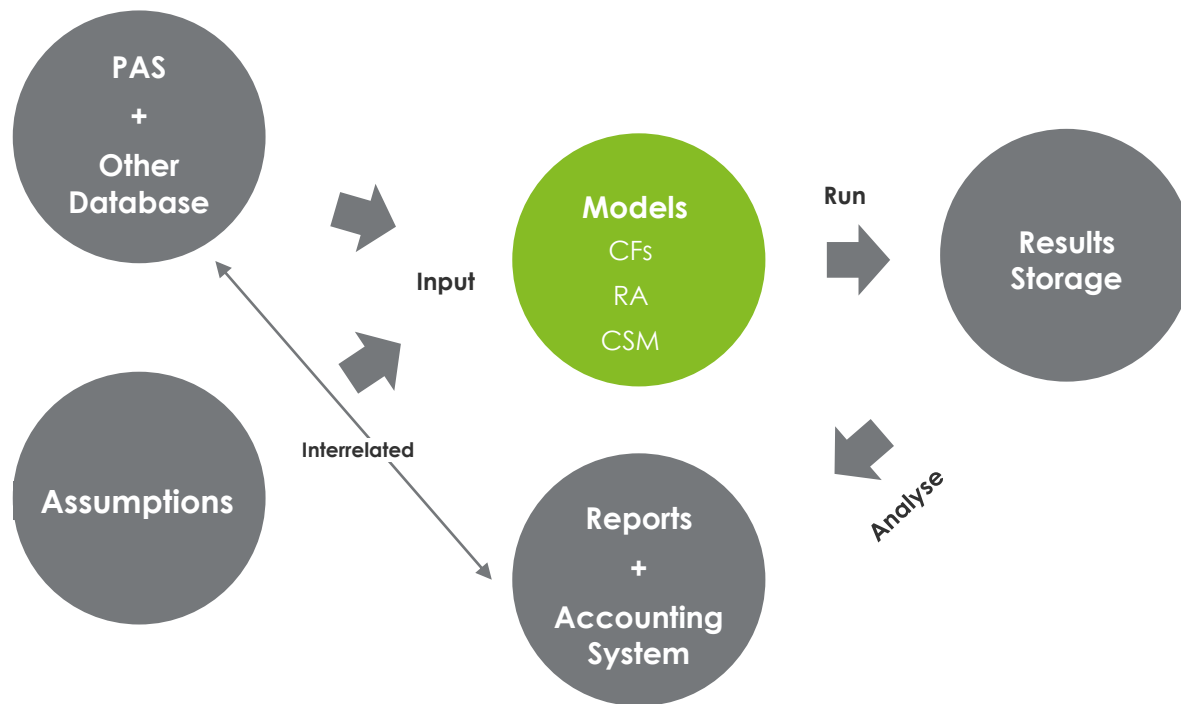 PAS
+
Other
Database
Input
Models
CFs
RA
CSM
Run
Results
Storage
Assumptions
Interrelated
Reports
+
Accounting
System
Analyse